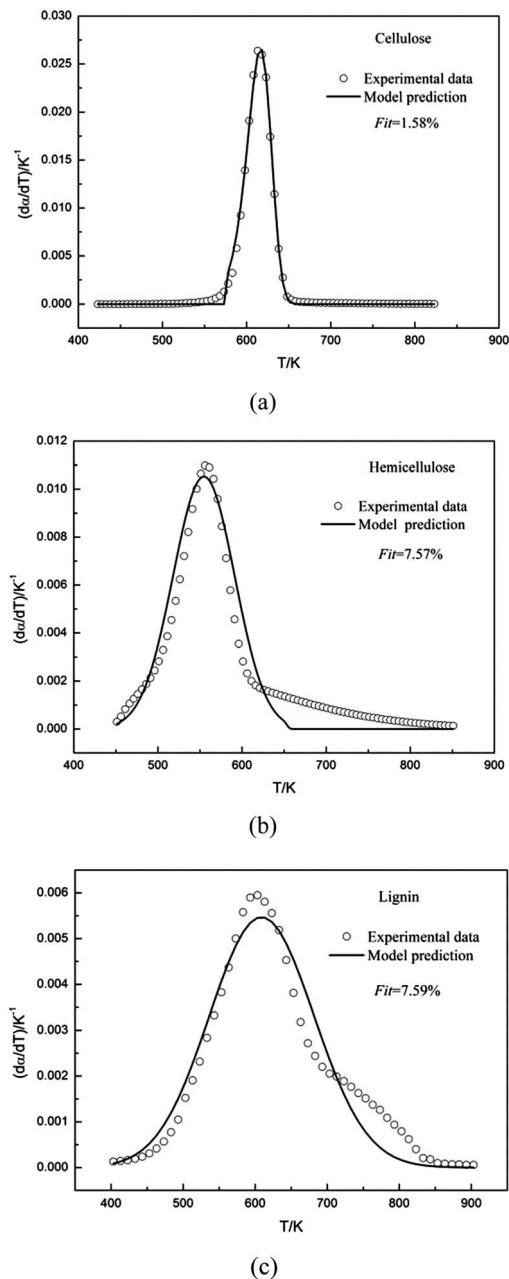 Cellulose
Experimental data
Model prediction
Fit=1.58%
0.030
0.025
0.020
0.015
0.010
0.005
0.000
(dα/dT)/K⁻¹
400 500 600 700 800 900
T/K
(a)
Hemicellulose
Experimental data
Model prediction
Fit=7.57%
0.012
0.010
0.008
0.006
0.004
0.002
0.000
(dα/dT)/K⁻¹
400 500 600 700 800 900
T/K
(b)
Lignin
Experimental data
Model prediction
Fit=7.59%
0.006
0.005
0.004
0.003
0.002
0.001
0.000
(dα/dT)/K⁻¹
400 500 600 700 800 900
T/K
(c)